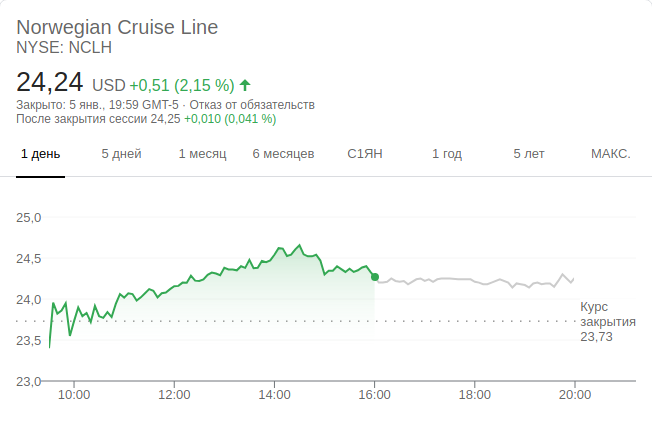 Norwegian Cruise Line
NYSE: NCLH
24,24 USD +0,51 (2,15 %)
Закрыто: 5 янв., 19:59 GMT-5 · Отказ от обязательств
После закрытия сессии 24,25 +0,010 (0,041 %)
1 день 5 дней 1 месяц 6 месяцев С1ЯН 1 год 5 лет МАКС.
25,0
24,5
24,0
Курс
закрытия
23,73
23,5
23,0
10:00 12:00 14:00 16:00 18:00 20:00